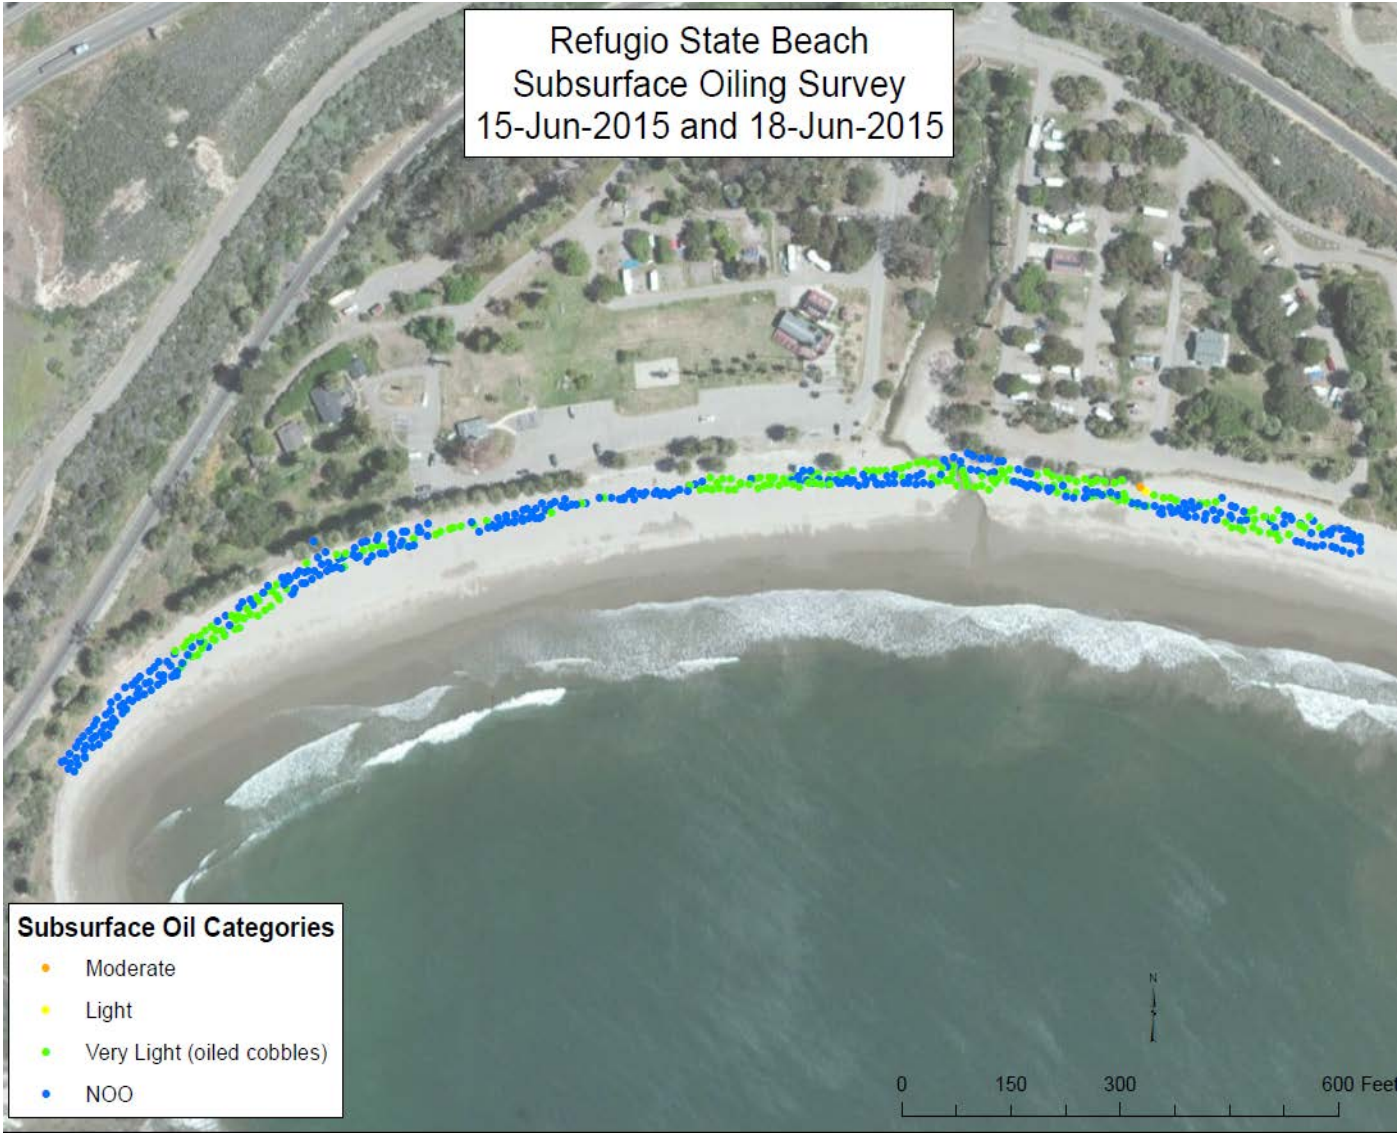 Refugio State Beach
Subsurface Oiling Survey
15-Jun-2015 and 18-Jun-2015
Subsurface Oil Categories
Moderate
Light
Very Light (oiled cobbles)
NOO
N
0 150 300 600 Feet